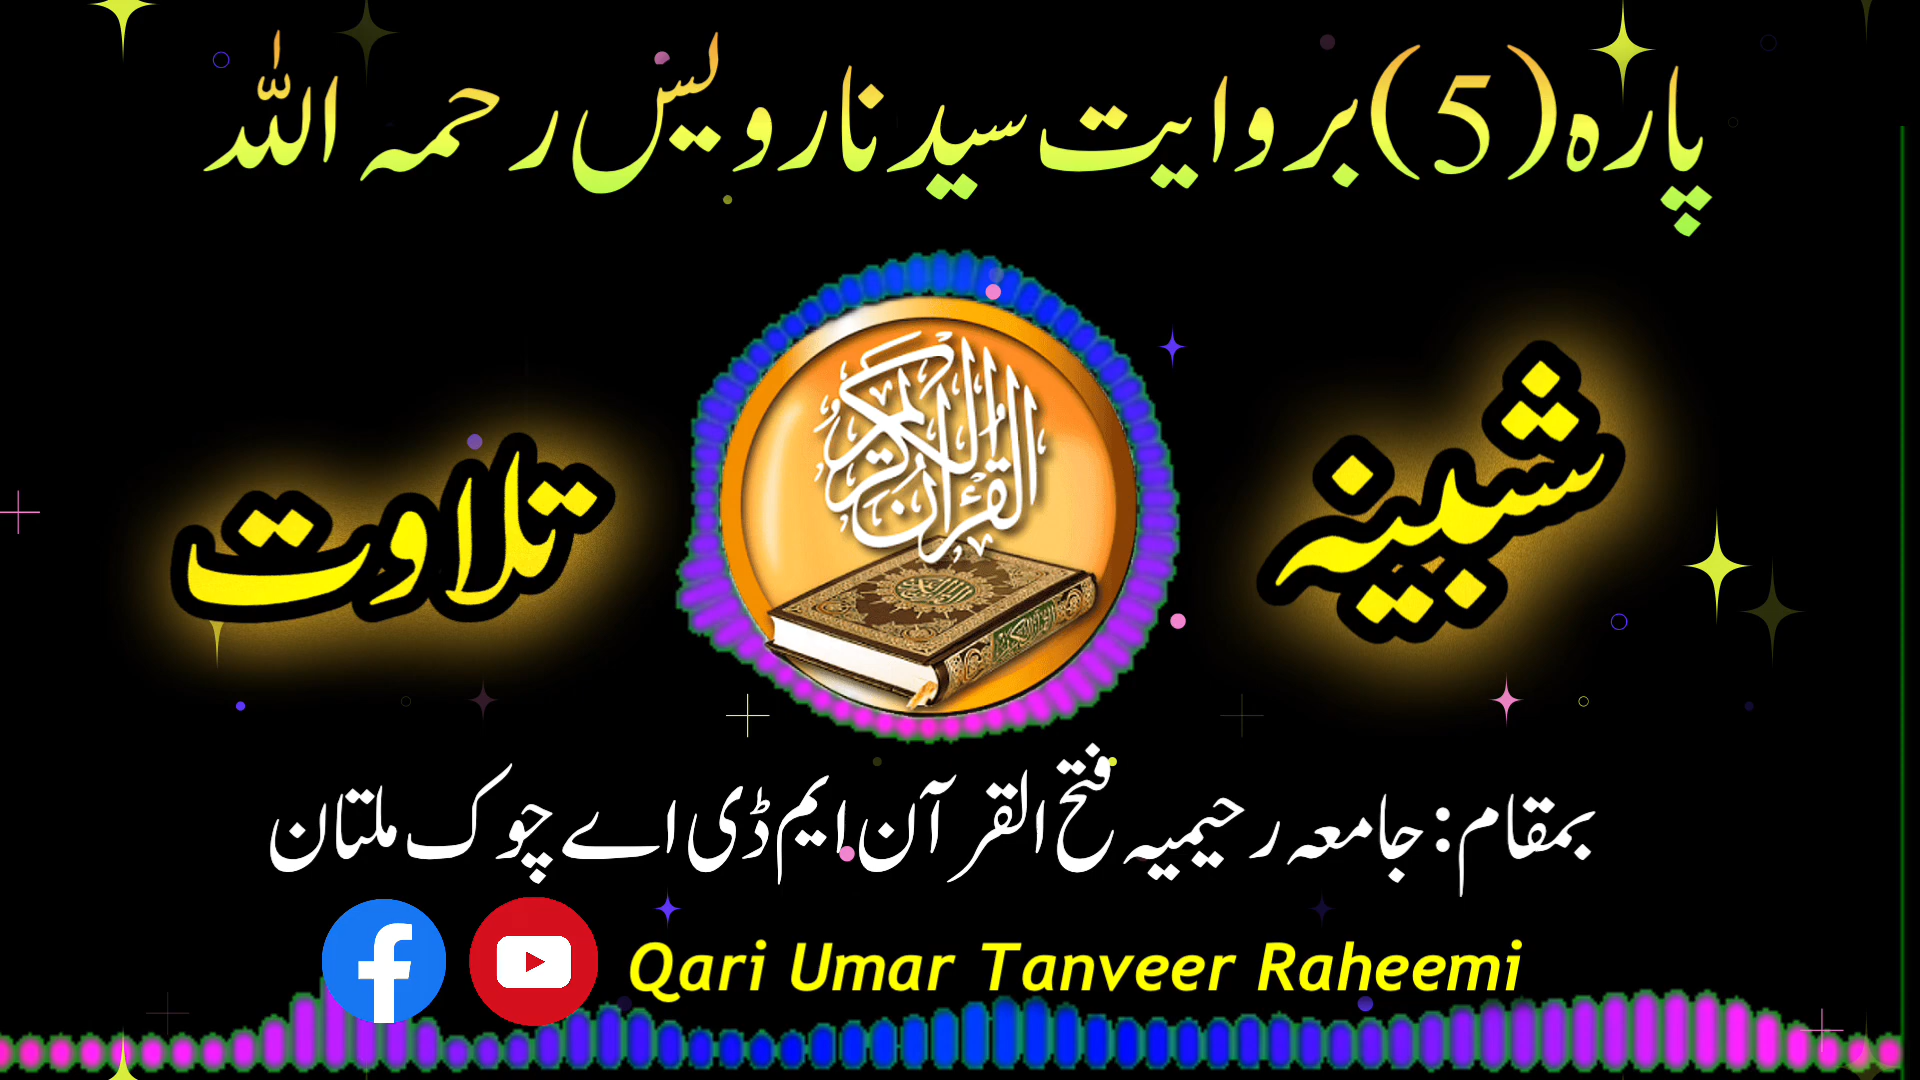 پارہ (5) بروایت سیدنا رویس رحمہ اللہ
شبینہ
تلاوت
القرآن الكريم
بمقام: جامعہ رحیمیہ فتح القرآن ایم ڈی اے چوک ملتان
Qari Umar Tanveer Raheemi